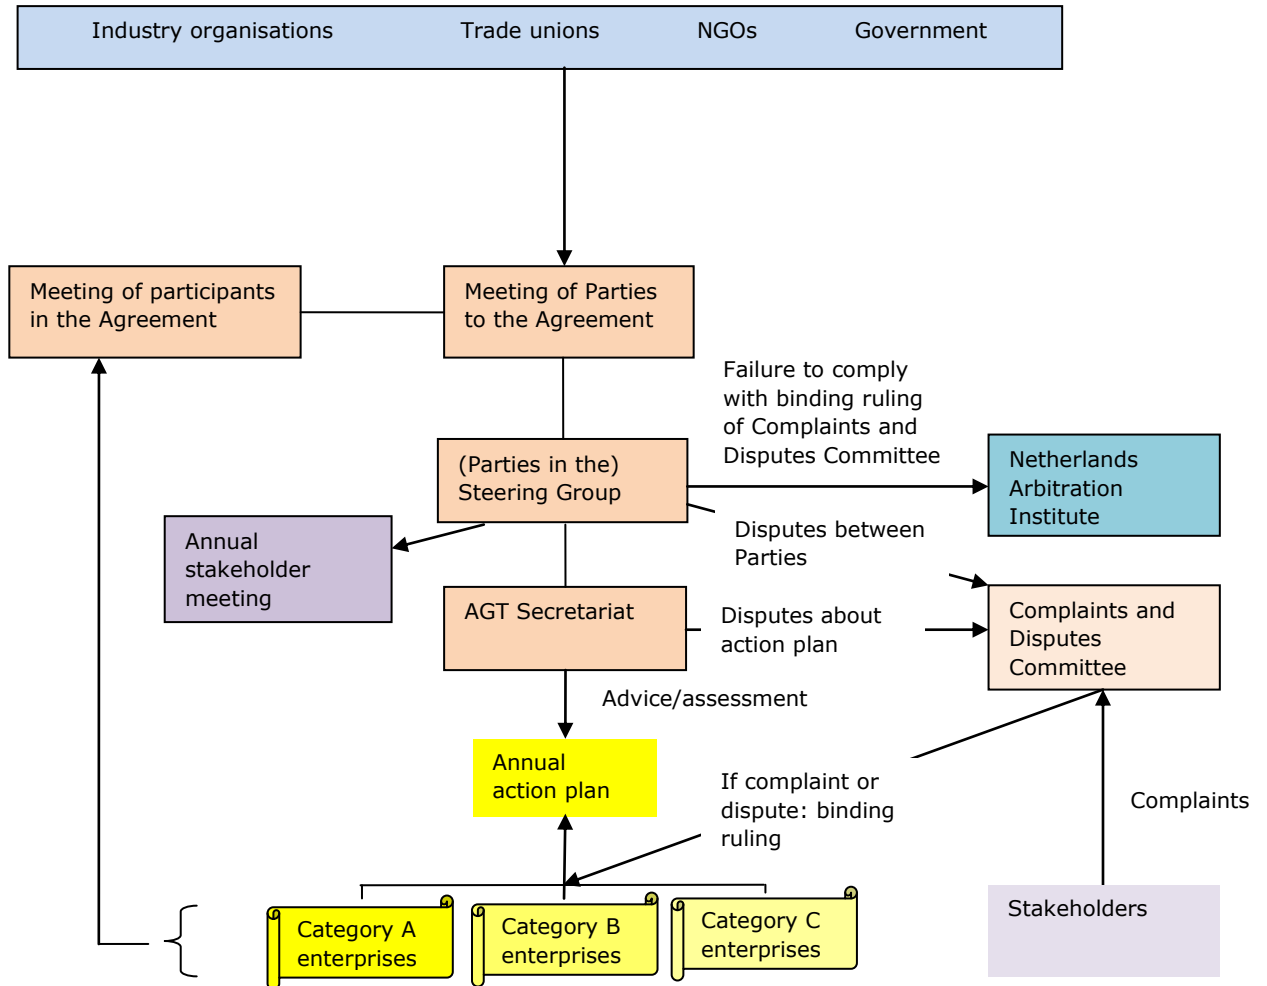 Industry organisations Trade unions NGOs Government
Meeting of participants
in the Agreement
Meeting of Parties
to the Agreement
Failure to comply
with binding ruling
of Complaints and
Disputes Committee
(Parties in the)
Steering Group
Netherlands
Arbitration
Institute
Annual
stakeholder
meeting
Disputes between
Parties
AGT Secretariat
Disputes about
action plan
Complaints and
Disputes
Committee
Advice/assessment
Annual
action plan
If complaint or
dispute: binding
ruling
Complaints
Category A
enterprises
Category B
enterprises
Category C
enterprises
Stakeholders